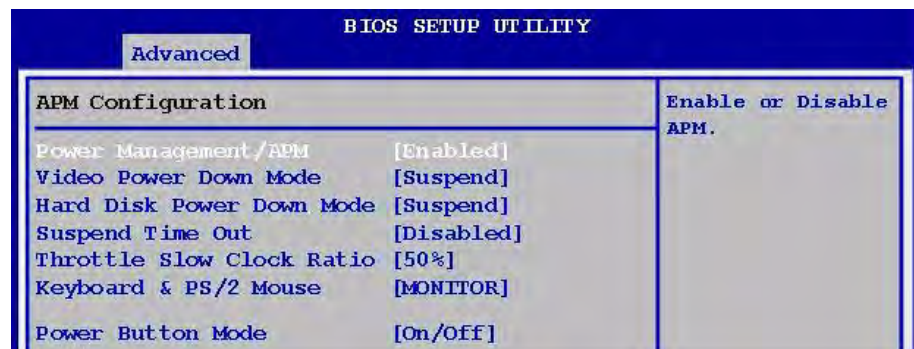 BIOS SETUP UTILITY
Advanced
APM Configuration
Power Management/APM [Enabled]
Video Power Down Mode [Suspend]
Hard Disk Power Down Mode [Suspend]
Suspend Time Out [Disabled]
Throttle Slow Clock Ratio [50%]
Keyboard & PS/2 Mouse [MONITOR]
Power Button Mode [On/Off]
Enable or Disable
APM.